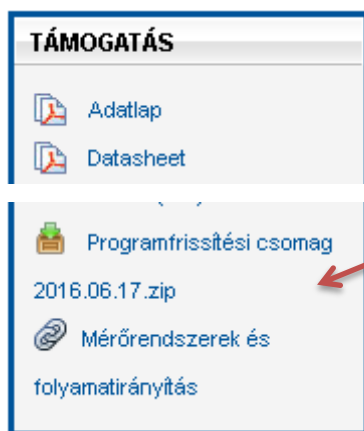 TÁMOGATÁS
Adatlap
Datasheet
Programfrissítési csomag
2016.06.17.zip
Mérőrendszerek és
folyamatirányítás